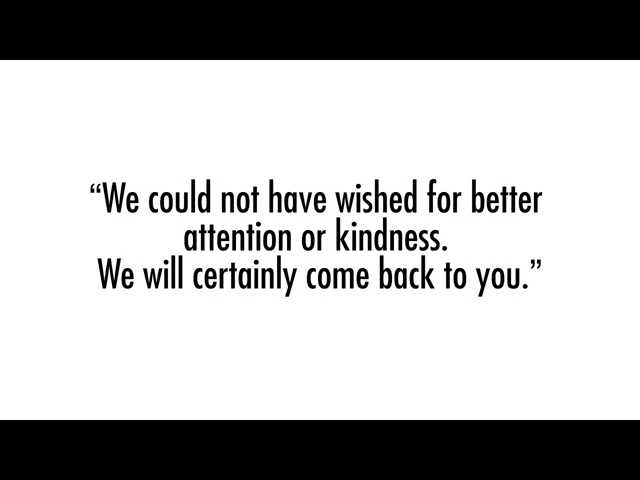 “We could not have wished for better
attention or kindness.
We will certainly come back to you.”